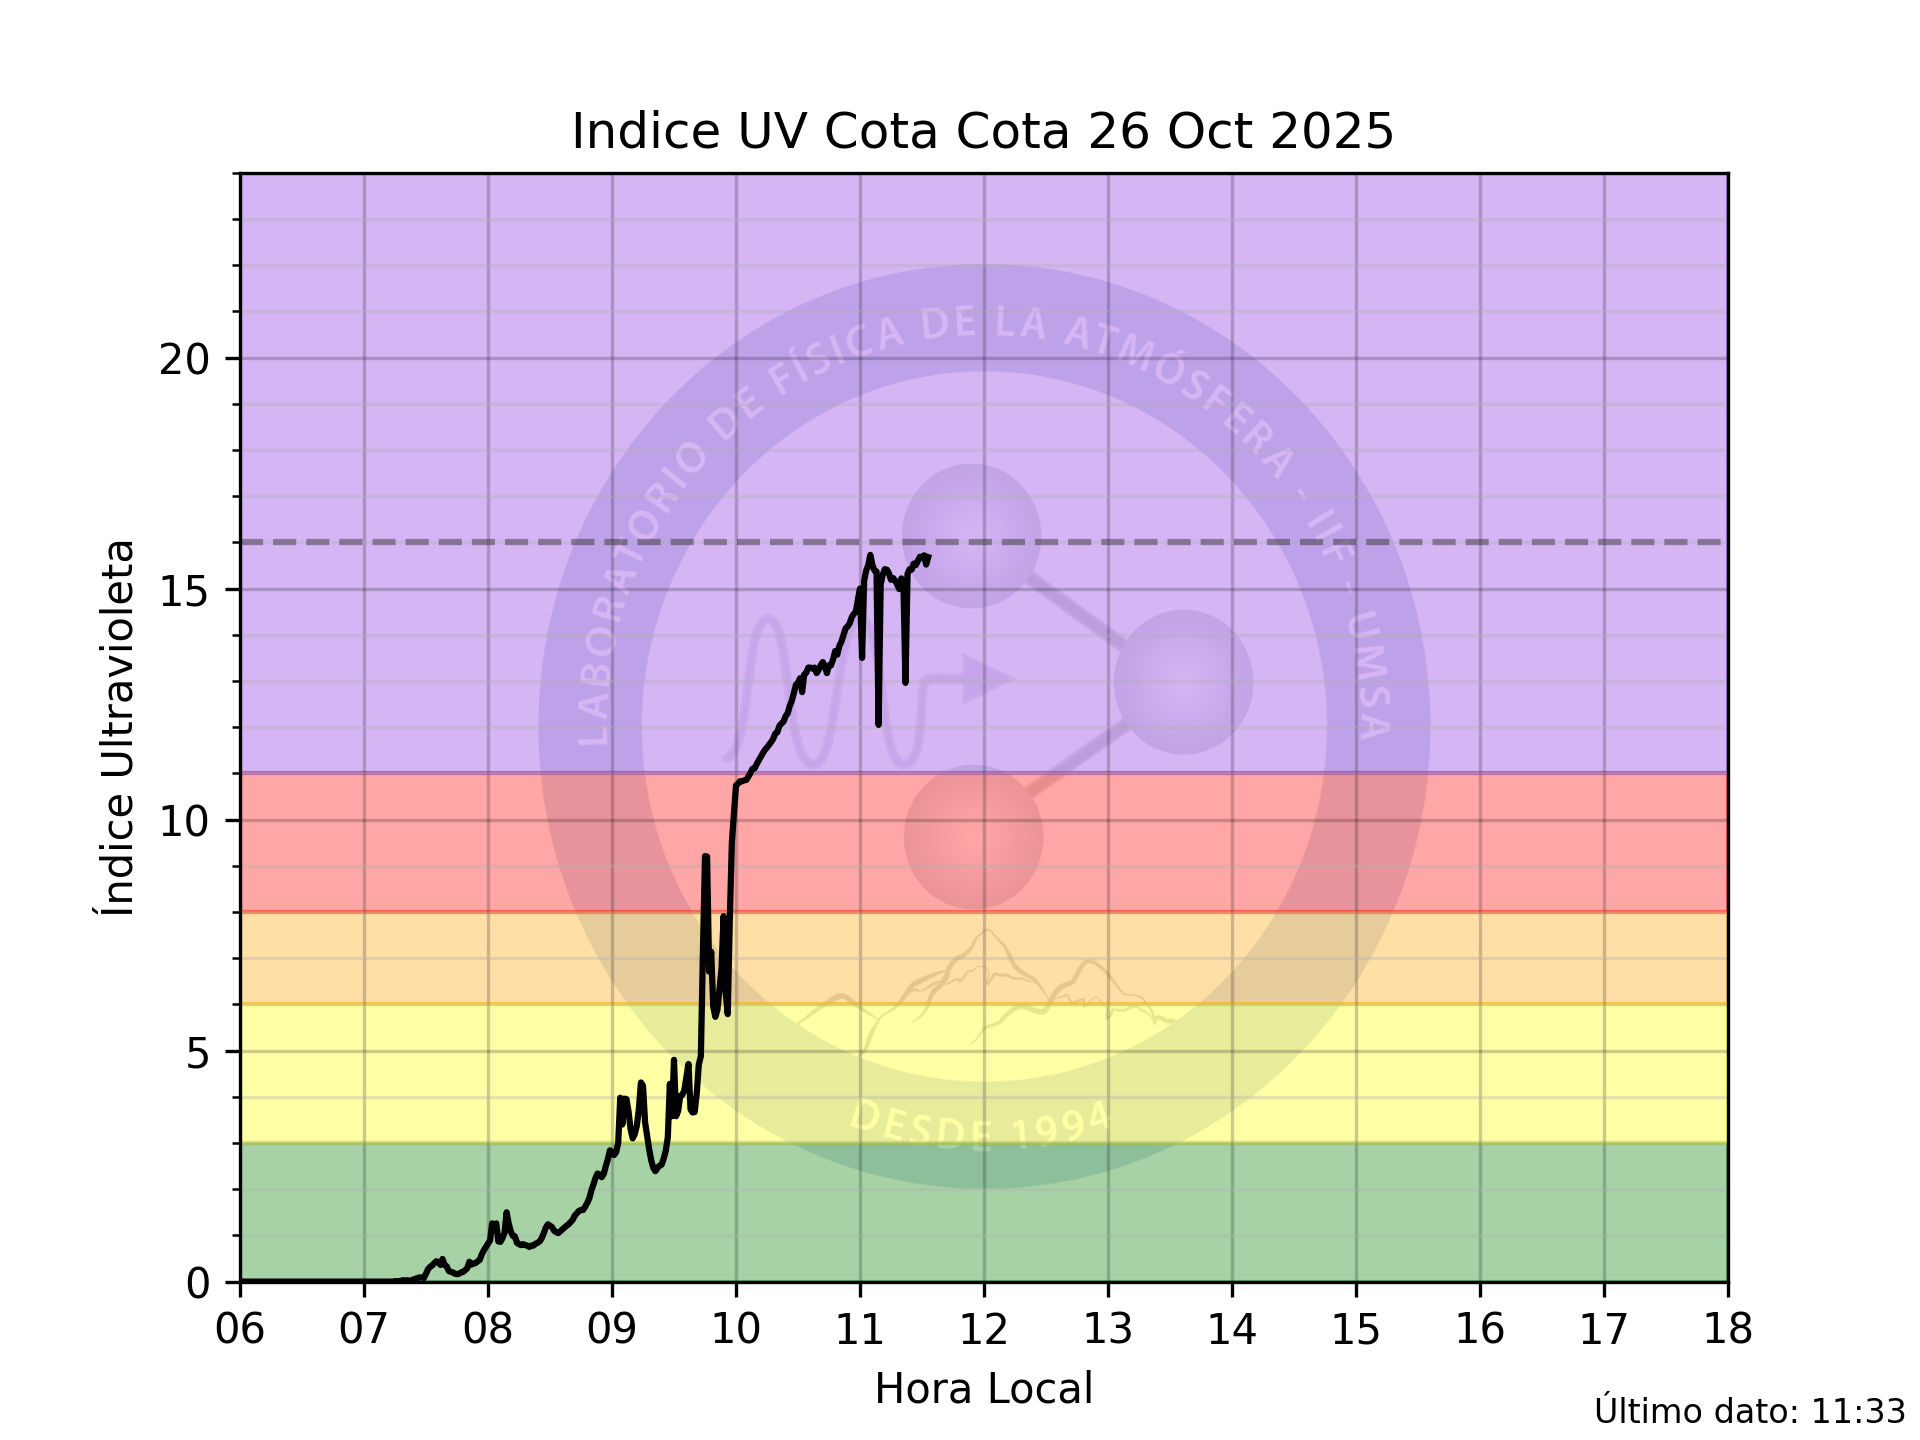 Indice UV Cota Cota 26 Oct 2025
20
15
10
5
0
Índice Ultravioleta
LABORATORIO DE FÍSICA DE LA ATMÓSFERA - IIF - UMSA
DESDE 1994
06 07 08 09 10 11 12 13 14 15 16 17 18
Hora Local
Último dato: 11:33